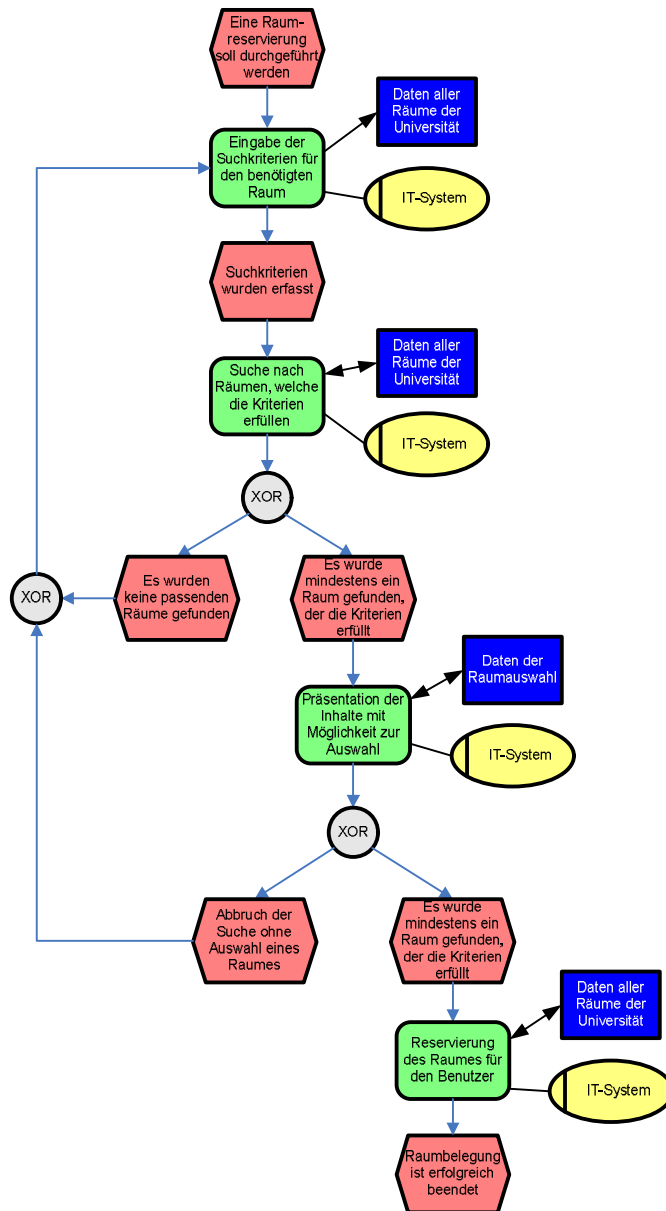 Eine Raum-
reservierung
soll durchgeführt
werden
Daten aller
Räume der
Universität
Eingabe der
Suchkriterien für
den benötigten
Raum
IT-System
Suchkriterien
wurden erfasst
Daten aller
Räume der
Universität
Suche nach
Räumen, welche
die Kriterien
erfüllen
IT-System
XOR
Es wurden
keine passenden
Räume gefunden
Es wurde
mindestens ein
Raum gefunden,
der die Kriterien
erfüllt
XOR
Daten der
Raumauswahl
Präsentation der
Inhalte mit
Möglichkeit zur
Auswahl
IT-System
XOR
Abbruch der
Suche ohne
Auswahl eines
Raumes
Es wurde
mindestens ein
Raum gefunden,
der die Kriterien
erfüllt
Daten aller
Räume der
Universität
Reservierung
des Raumes für
den Benutzer
IT-System
Raumbelegung
ist erfolgreich
beendet